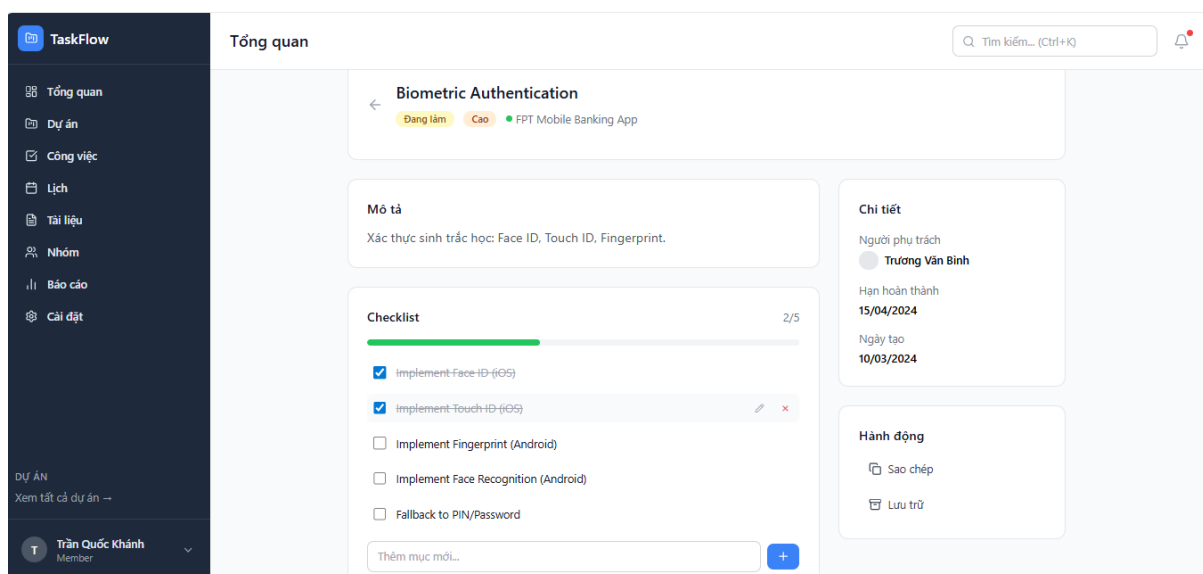 TaskFlow
Tổng quan
Dự án
Công việc
Lịch
Tài liệu
Nhóm
Báo cáo
Cài đặt
DỰ ÁN
Xem tất cả dự án →
T
Trần Quốc Khánh
Member
Tổng quan
Tìm kiếm... (Ctrl+K)
← Biometric Authentication
Đang làm Cao FPT Mobile Banking App
Mô tả
Xác thực sinh trắc học: Face ID, Touch ID, Fingerprint.
Checklist 2/5
Implement Face ID (iOS)
Implement Touch ID (iOS)
Implement Fingerprint (Android)
Implement Face Recognition (Android)
Fallback to PIN/Password
Thêm mục mới... +
Chi tiết
Người phụ trách
Trương Văn Bình
Hạn hoàn thành
15/04/2024
Ngày tạo
10/03/2024
Hành động
Sao chép
Lưu trữ